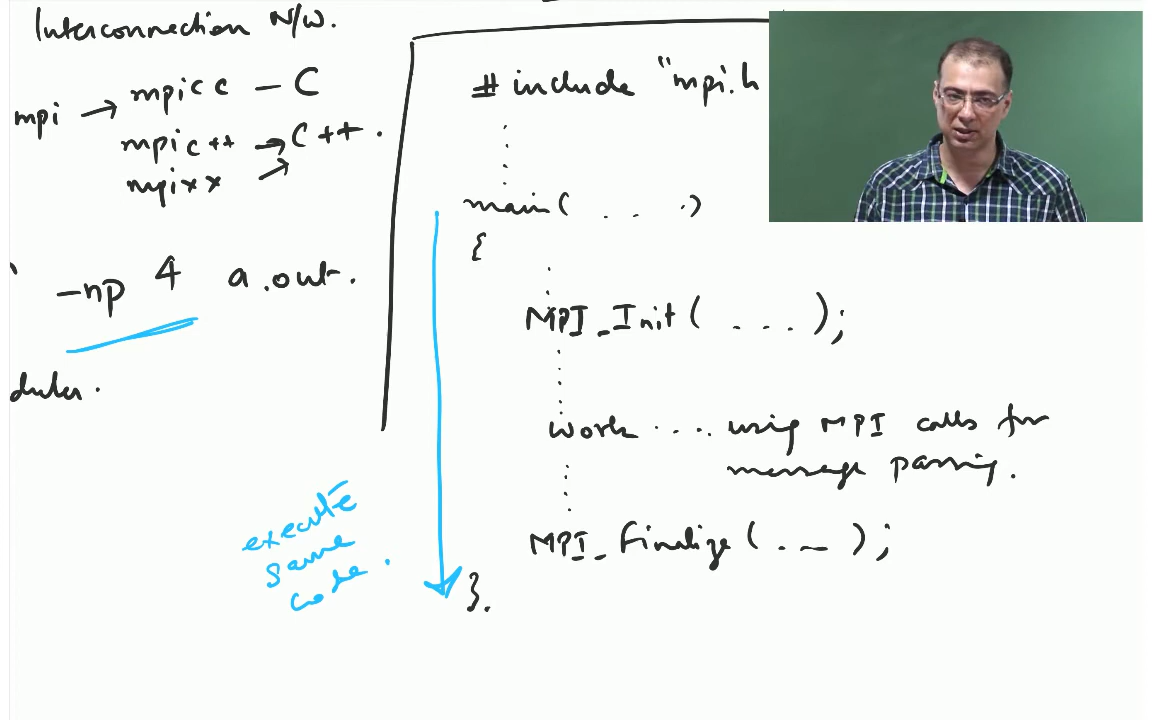 Interconnection N/W.
mpi → mpicc – C
mpic++ → C++.
mpixx →
-np 4 a.out.
duler.
execute
same
code.
# include "mpi.h
main( . . . )
{
MPI_Init( . . . . );
work . . . . using MPI calls for
message passing.
MPI_Finalize( . __ );
}.